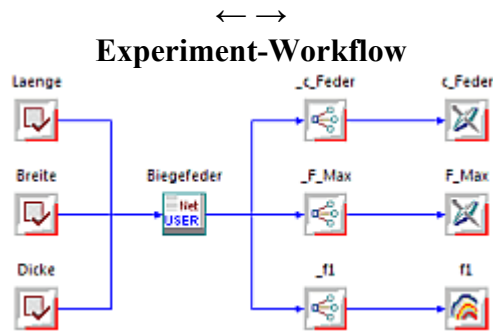 ← →
Experiment-Workflow
Laenge _c_Feder c_Feder
Breite Biegefeder _F_Max F_Max
Net
USER
Dicke _f1 f1